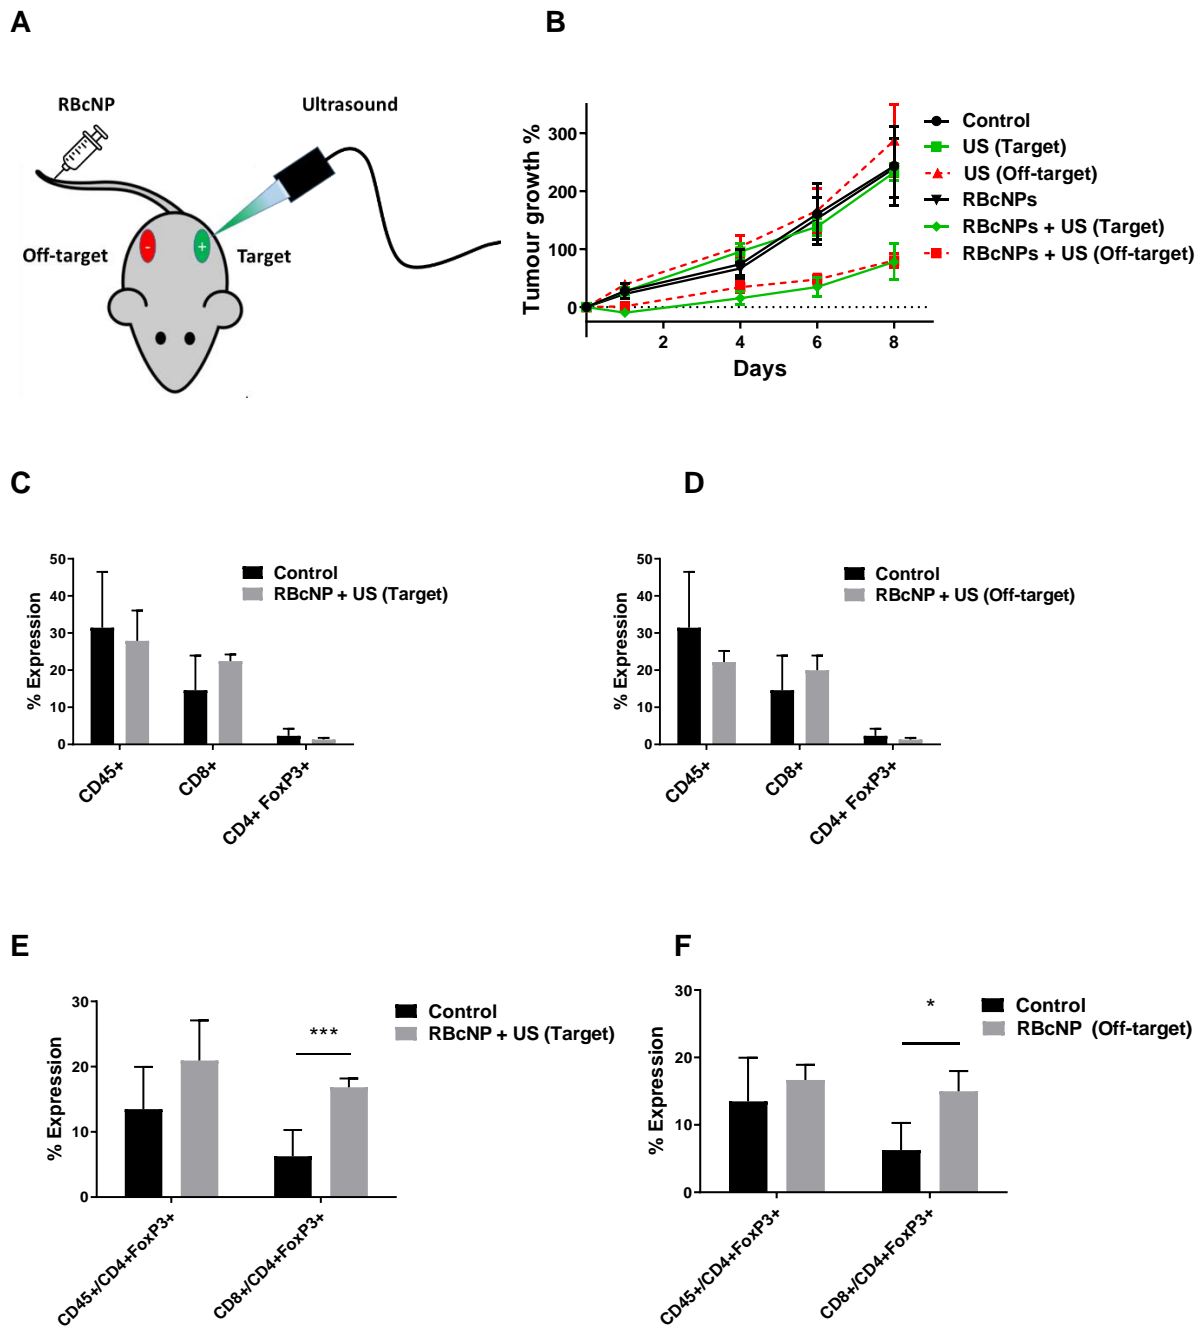 A
B
RBcNP
Ultrasound
Off-target
-
+
Target
Tumour growth %
300
200
100
0
2
4
6
8
Days
Control
US (Target)
US (Off-target)
RBcNPs
RBcNPs + US (Target)
RBcNPs + US (Off-target)
C
% Expression
50
40
30
20
10
0
CD45+
CD8+
CD4+ FoxP3+
Control
RBcNP + US (Target)
D
% Expression
50
40
30
20
10
0
CD45+
CD8+
CD4+ FoxP3+
Control
RBcNP + US (Off-target)
E
% Expression
30
20
10
0
***
CD45+/CD4+FoxP3+
CD8+/CD4+FoxP3+
Control
RBcNP + US (Target)
F
% Expression
30
20
10
0
*
CD45+/CD4+FoxP3+
CD8+/CD4+FoxP3+
Control
RBcNP (Off-target)